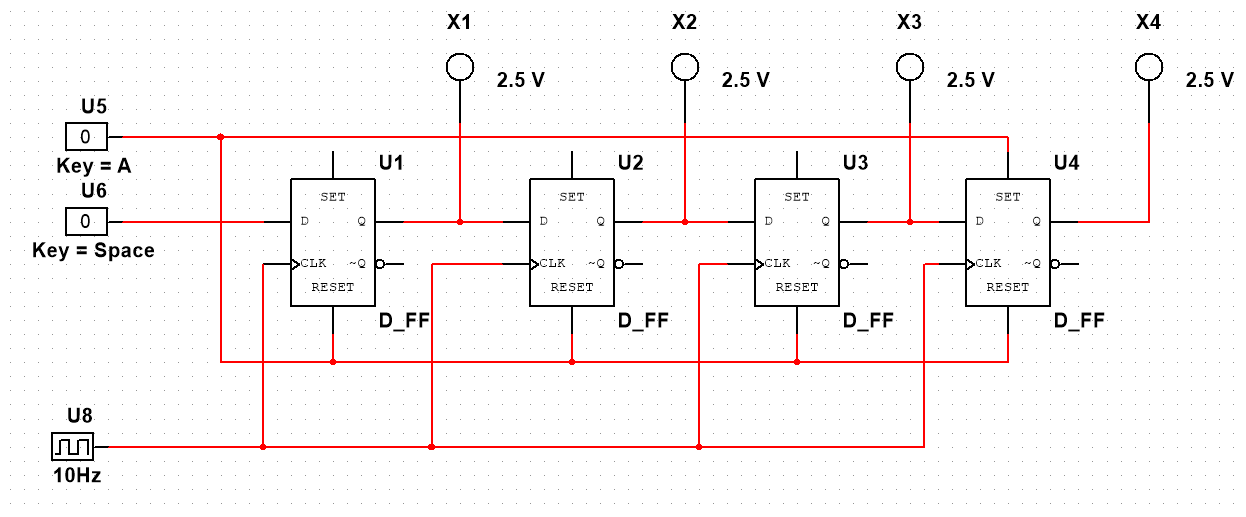 X1 X2 X3 X4
2.5 V 2.5 V 2.5 V 2.5 V
U5
0
Key = A
U6
0
Key = Space
U1 U2 U3 U4
SET SET SET SET
D Q D Q D Q D Q
CLK ~Q CLK ~Q CLK ~Q CLK ~Q
RESET RESET RESET RESET
D_FF D_FF D_FF D_FF
U8
10Hz